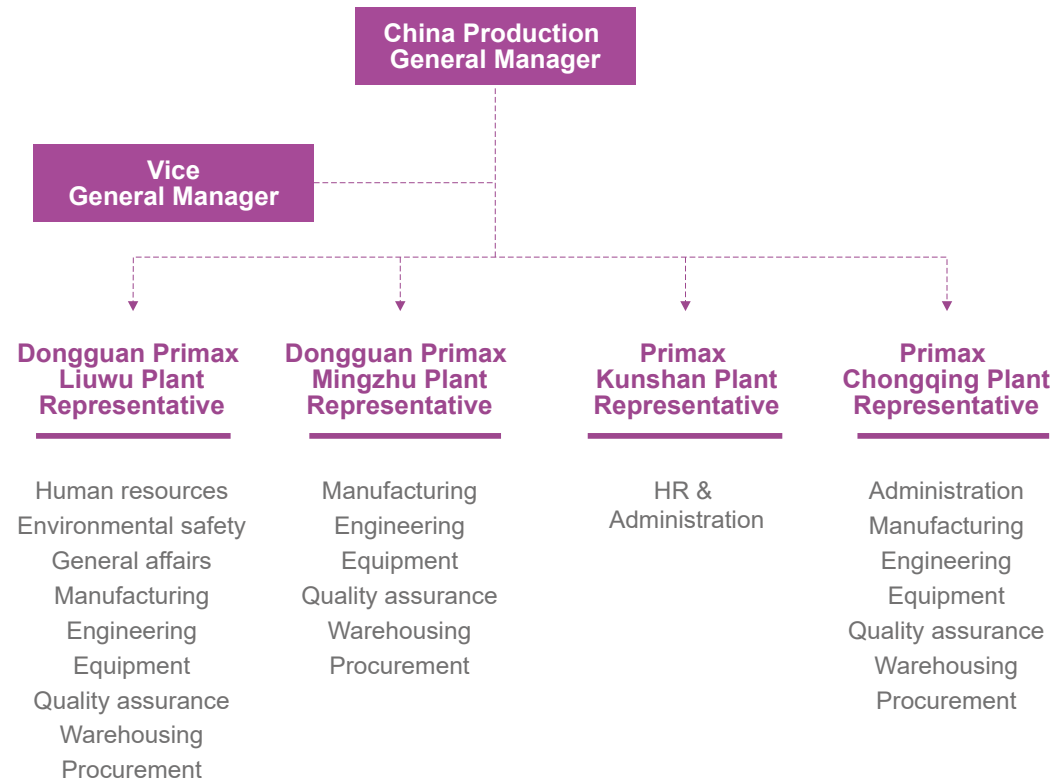 China Production
General Manager
Vice
General Manager
Dongguan Primax
Liuwu Plant
Representative
Human resources
Environmental safety
General affairs
Manufacturing
Engineering
Equipment
Quality assurance
Warehousing
Procurement
Dongguan Primax
Mingzhu Plant
Representative
Manufacturing
Engineering
Equipment
Quality assurance
Warehousing
Procurement
Primax
Kunshan Plant
Representative
HR &
Administration
Primax
Chongqing Plant
Representative
Administration
Manufacturing
Engineering
Equipment
Quality assurance
Warehousing
Procurement